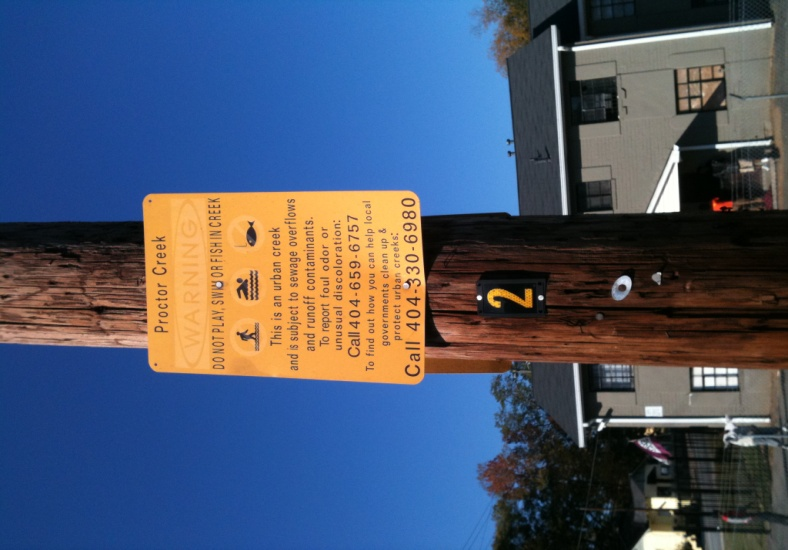 Proctor Creek
WARNING
DO NOT PLAY, SWIM OR FISH IN CREEK
This is an urban creek
and is subject to sewage overflows
and runoff contaminants.
To report foul odor or
unusual discoloration:
Call 404-659-6757
To find out how you can help local
governments clean up &
protect urban creeks:
Call 404-330-6980
2